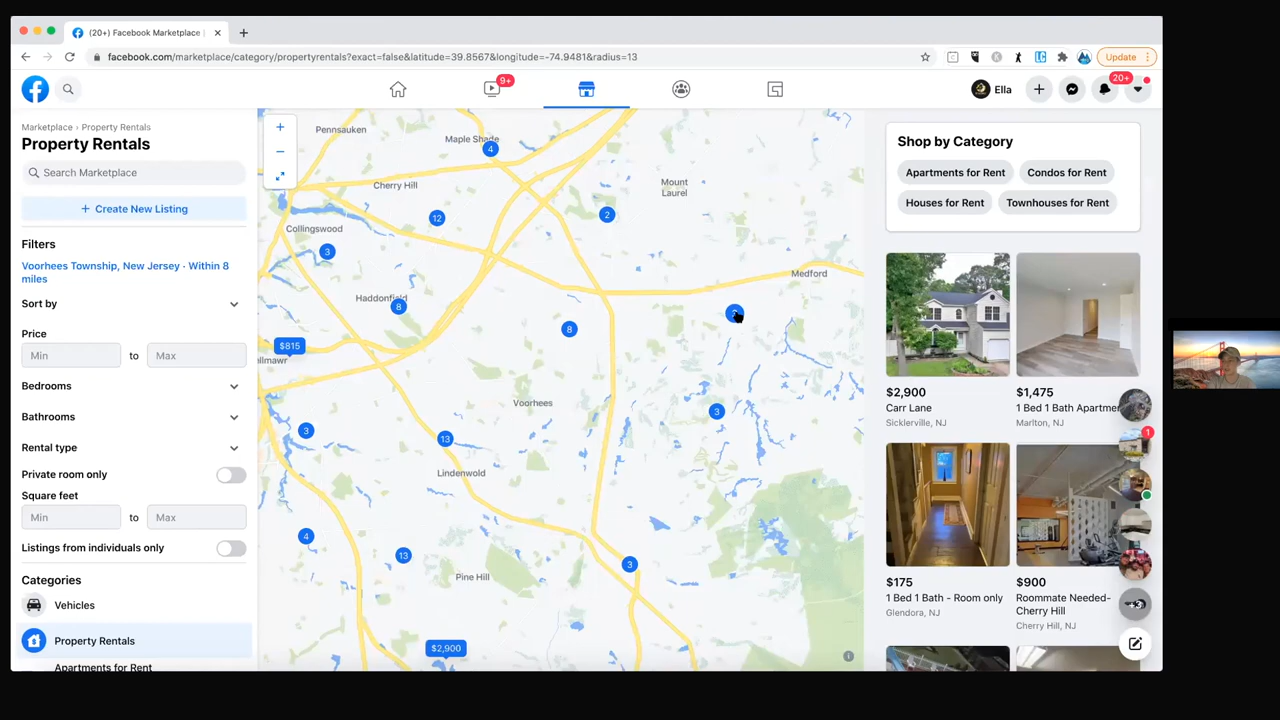 (20+) Facebook Marketplace |
facebook.com/marketplace/category/propertyrentals?exact=false&latitude=39.8567&longitude=-74.9481&radius=13
Update
9+
Ella
20+
Marketplace › Property Rentals
Property Rentals
Search Marketplace
+ Create New Listing
Filters
Voorhees Township, New Jersey · Within 8
miles
Sort by
Price
Min
to
Max
Bedrooms
Bathrooms
Rental type
Private room only
Square feet
Min
to
Max
Listings from individuals only
Categories
Vehicles
Property Rentals
Apartments for Rent
Pennsauken
Maple Shade
4
Cherry Hill
Mount
Laurel
12
2
Collingswood
3
Medford
Haddonfield
8
8
$815
llmawr
Voorhees
3
3
13
Lindenwold
4
13
3
Pine Hill
$2,900
Shop by Category
Apartments for Rent
Condos for Rent
Houses for Rent
Townhouses for Rent
$2,900
Carr Lane
Sicklerville, NJ
$1,475
1 Bed 1 Bath Apartmen
Marlton, NJ
1
$175
1 Bed 1 Bath - Room only
Glendora, NJ
$900
Roommate Needed-
Cherry Hill
Cherry Hill, NJ
+3